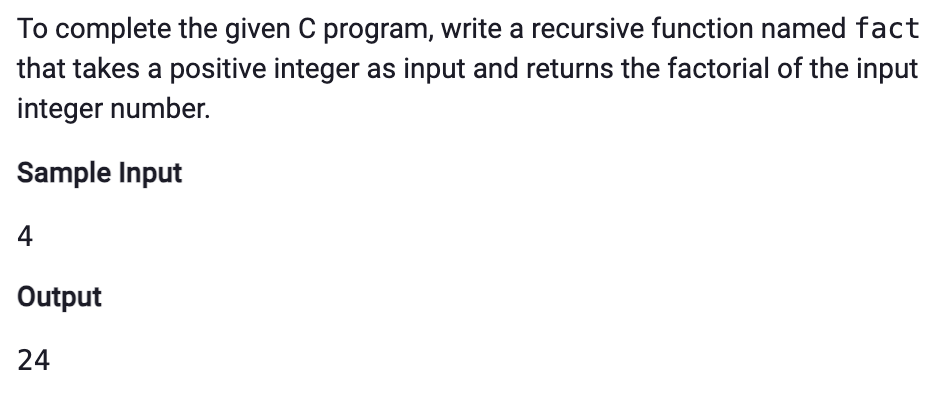 To complete the given C program, write a recursive function named fact
that takes a positive integer as input and returns the factorial of the input
integer number.
Sample Input
4
Output
24